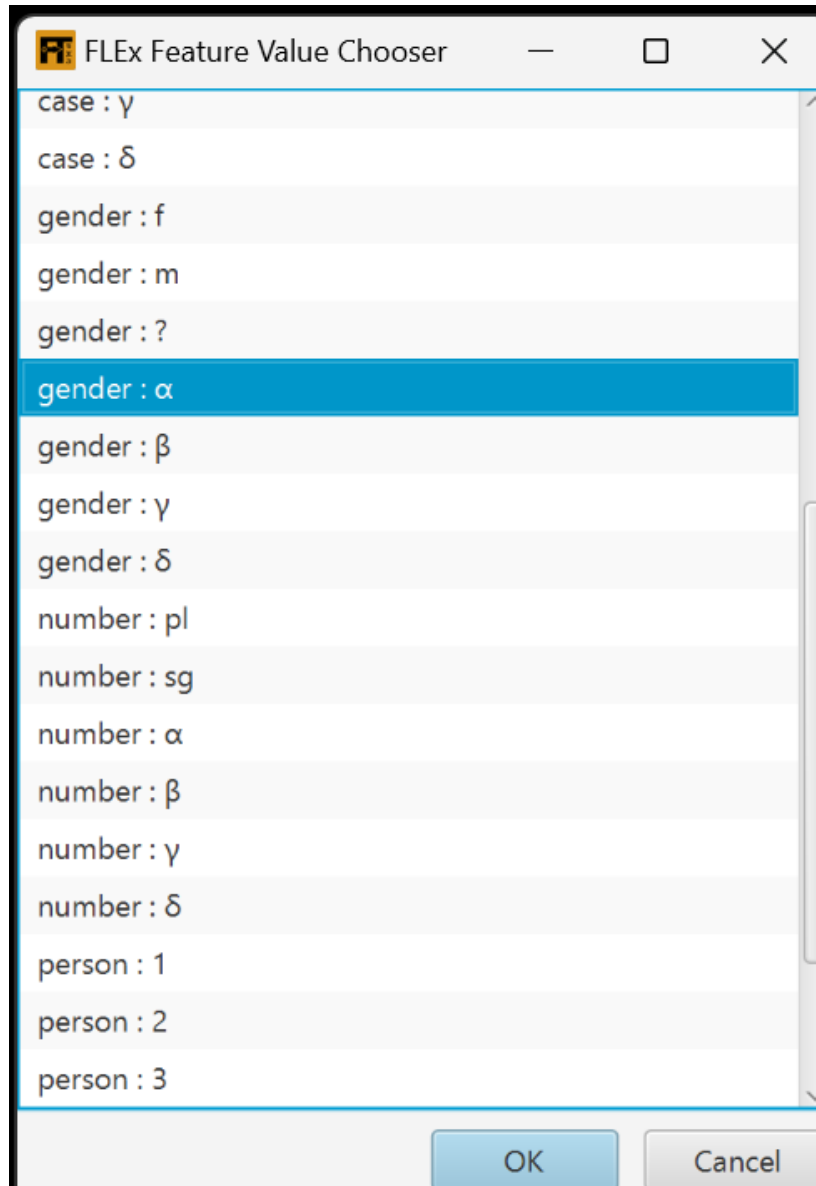 FLEx Feature Value Chooser
case : γ
case : δ
gender : f
gender : m
gender : ?
gender : α
gender : β
gender : γ
gender : δ
number : pl
number : sg
number : α
number : β
number : γ
number : δ
person : 1
person : 2
person : 3
OK Cancel